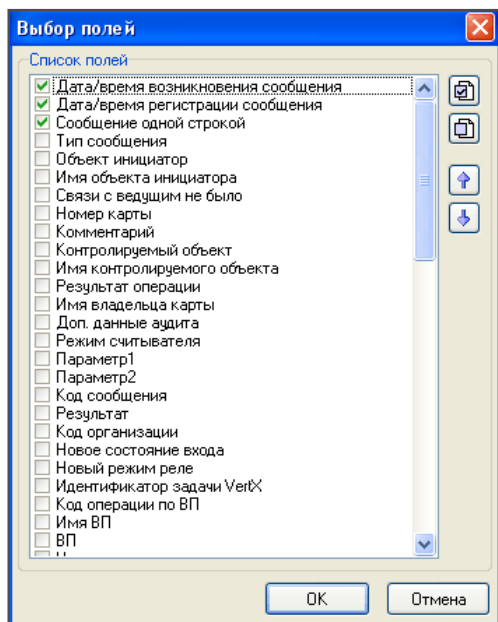 Выбор полей
Список полей
Дата/время возникновения сообщения
Дата/время регистрации сообщения
Сообщение одной строкой
Тип сообщения
Объект инициатор
Имя объекта инициатора
Связи с ведущим не было
Номер карты
Комментарий
Контролируемый объект
Имя контролируемого объекта
Результат операции
Имя владельца карты
Доп. данные аудита
Режим считывателя
Параметр1
Параметр2
Код сообщения
Результат
Код организации
Новое состояние входа
Новый режим реле
Идентификатор задачи VertX
Код операции по ВП
Имя ВП
ВП
OK
Отмена